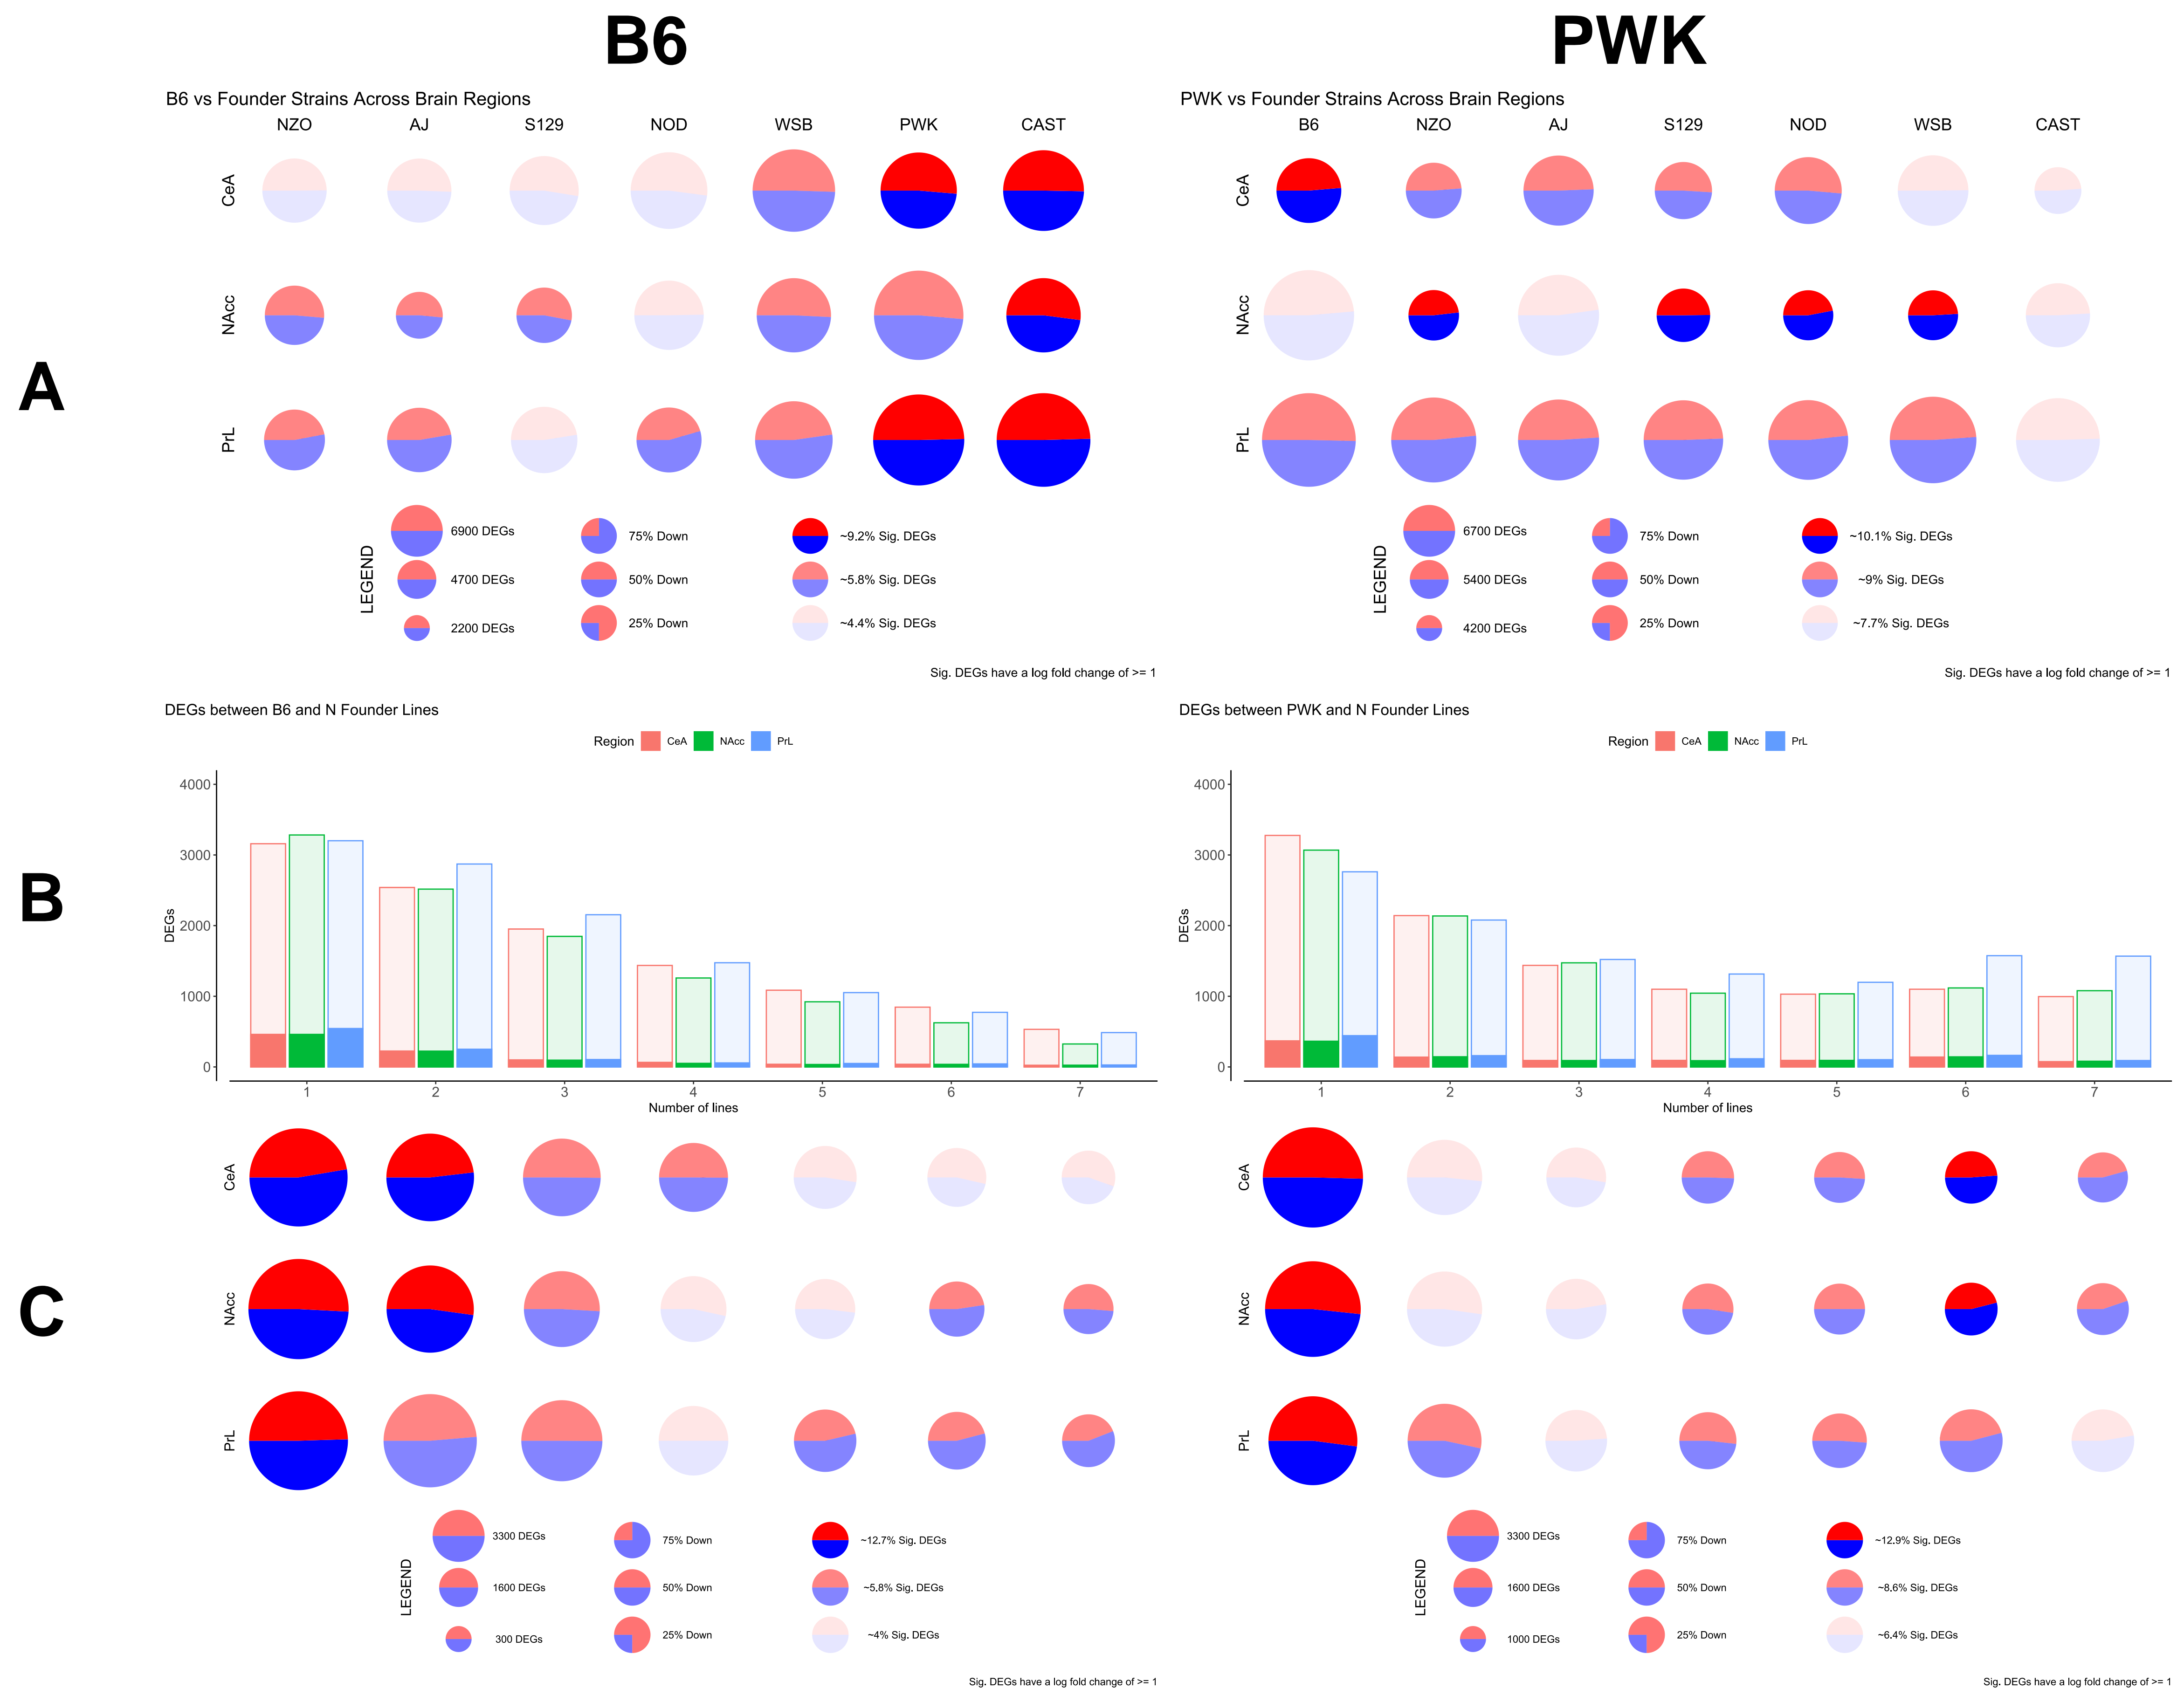 B6
PWK
A
B6 vs Founder Strains Across Brain Regions
NZO AJ S129 NOD WSB PWK CAST
CeA
NAcc
PrL
LEGEND
6900 DEGs 75% Down ~9.2% Sig. DEGs
4700 DEGs 50% Down ~5.8% Sig. DEGs
2200 DEGs 25% Down ~4.4% Sig. DEGs
Sig. DEGs have a log fold change of >= 1
PWK vs Founder Strains Across Brain Regions
B6 NZO AJ S129 NOD WSB CAST
CeA
NAcc
PrL
LEGEND
6700 DEGs 75% Down ~10.1% Sig. DEGs
5400 DEGs 50% Down ~9% Sig. DEGs
4200 DEGs 25% Down ~7.7% Sig. DEGs
Sig. DEGs have a log fold change of >= 1
B
DEGs between B6 and N Founder Lines
Region CeA NAcc PrL
4000
3000
2000
1000
0
DEGs
1 2 3 4 5 6 7
Number of lines
DEGs between PWK and N Founder Lines
Region CeA NAcc PrL
4000
3000
2000
1000
0
DEGs
1 2 3 4 5 6 7
Number of lines
C
CeA
NAcc
PrL
LEGEND
3300 DEGs 75% Down ~12.7% Sig. DEGs
1600 DEGs 50% Down ~5.8% Sig. DEGs
300 DEGs 25% Down ~4% Sig. DEGs
Sig. DEGs have a log fold change of >= 1
CeA
NAcc
PrL
LEGEND
3300 DEGs 75% Down ~12.9% Sig. DEGs
1600 DEGs 50% Down ~8.6% Sig. DEGs
1000 DEGs 25% Down ~6.4% Sig. DEGs
Sig. DEGs have a log fold change of >= 1